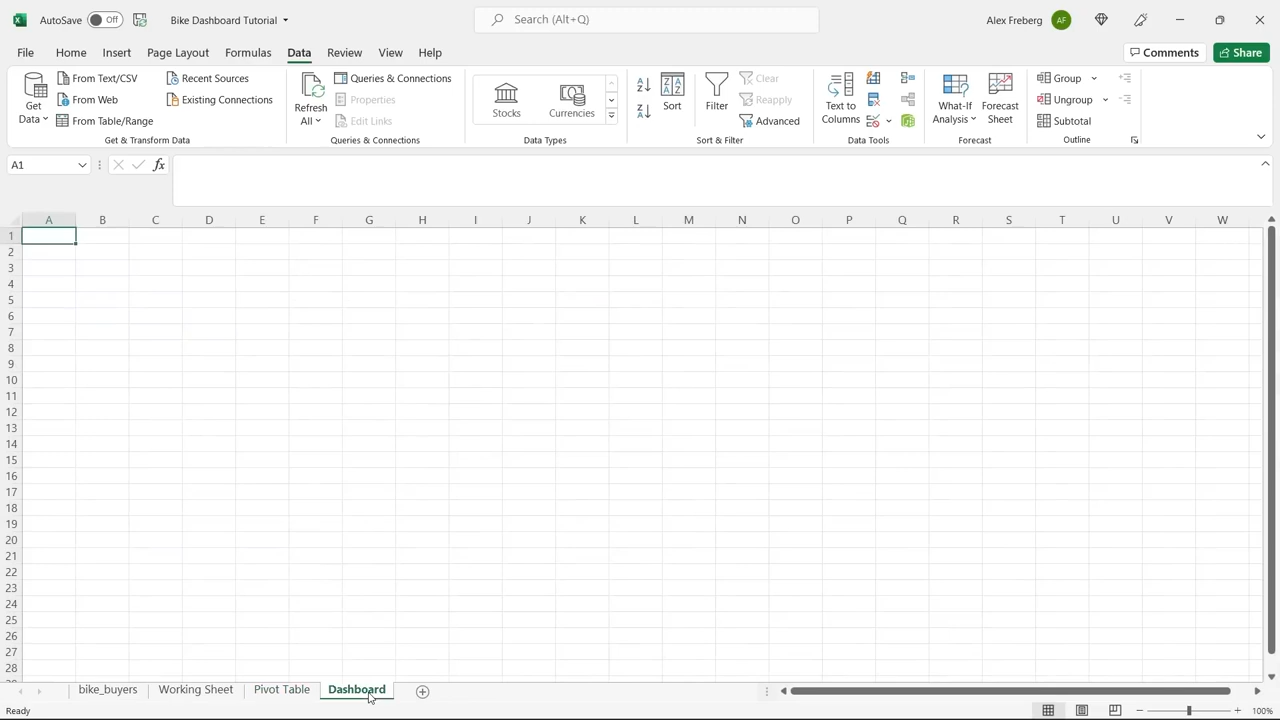 AutoSave Off Bike Dashboard Tutorial Search (Alt+Q) Alex Freberg AF
File Home Insert Page Layout Formulas Data Review View Help Comments Share
Get Data
From Text/CSV
From Web
From Table/Range
Recent Sources
Existing Connections
Get & Transform Data
Refresh All
Queries & Connections
Properties
Edit Links
Queries & Connections
Stocks
Currencies
Data Types
Sort
Filter
Clear
Reapply
Advanced
Sort & Filter
Text to Columns
Data Tools
What-If Analysis
Forecast Sheet
Forecast
Group
Ungroup
Subtotal
Outline
A1 fx
A B C D E F G H I J K L M N O P Q R S T U V W
1
2
3
4
5
6
7
8
9
10
11
12
13
14
15
16
17
18
19
20
21
22
23
24
25
26
27
28
bike_buyers Working Sheet Pivot Table Dashboard
Ready 100%